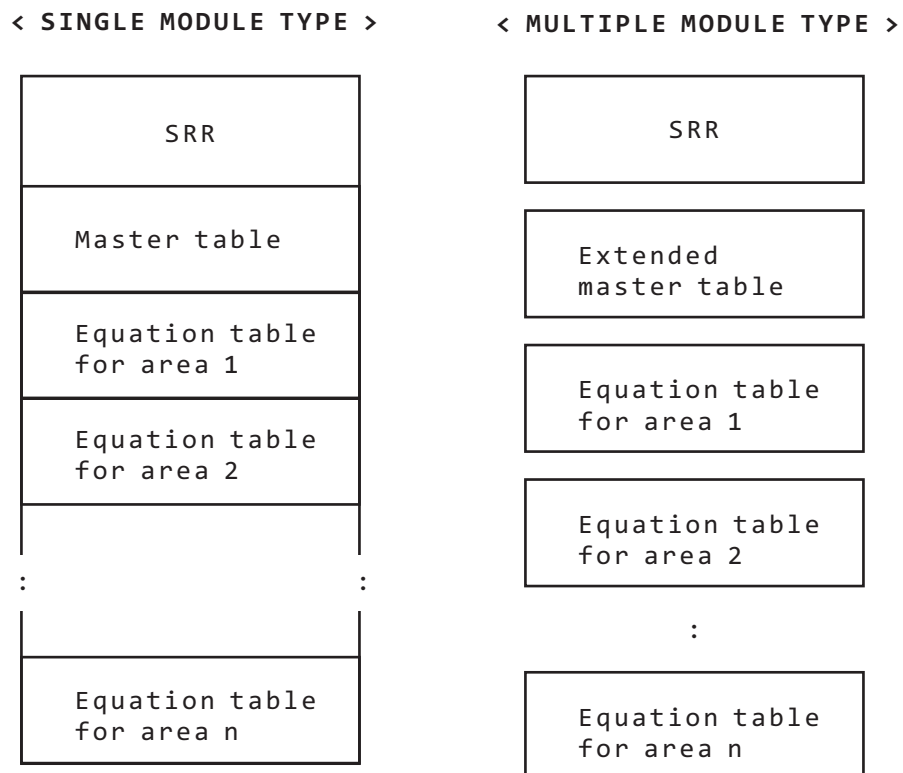 < SINGLE MODULE TYPE >
SRR
Master table
Equation table
for area 1
Equation table
for area 2
: :
Equation table
for area n
< MULTIPLE MODULE TYPE >
SRR
Extended
master table
Equation table
for area 1
Equation table
for area 2
:
Equation table
for area n